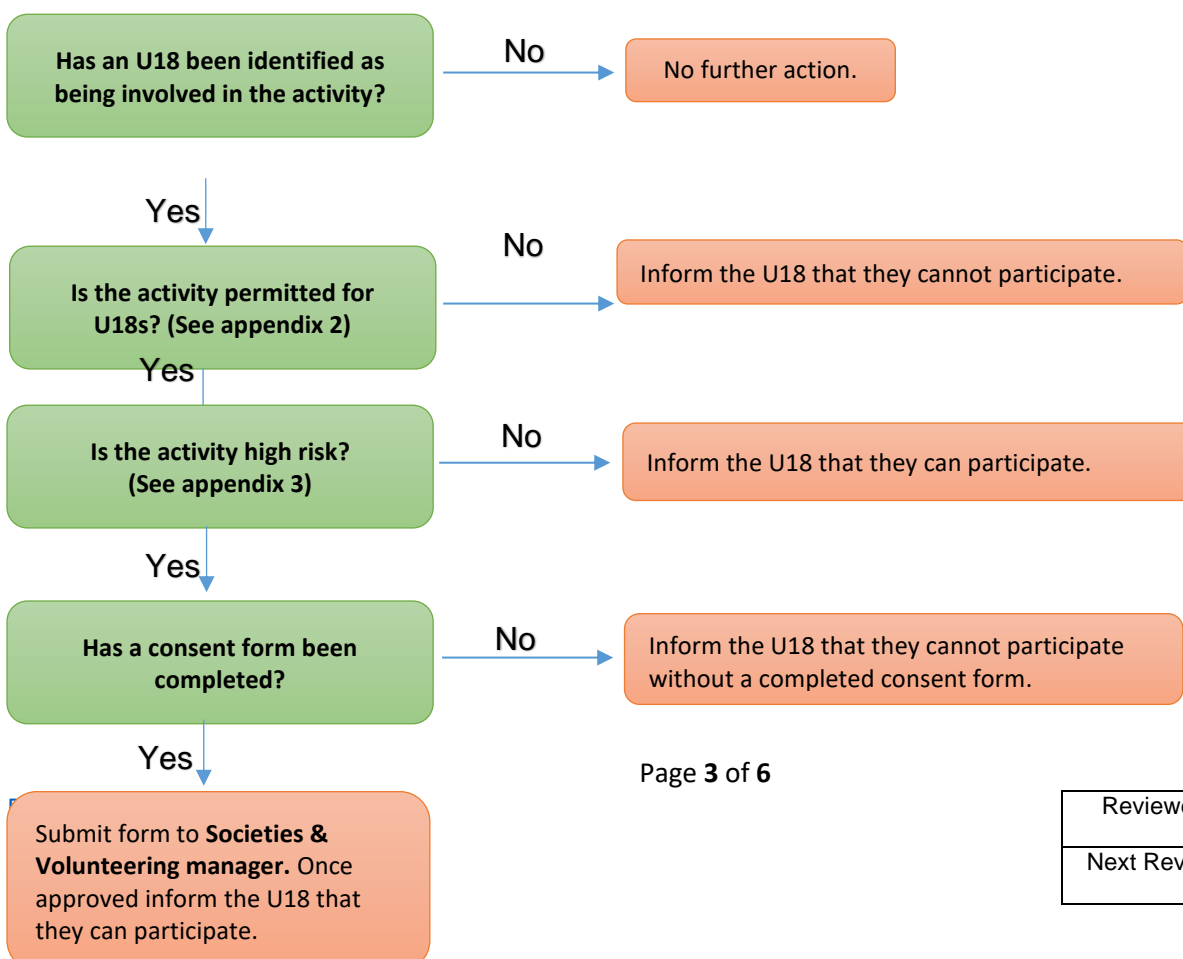 Has an U18 been identified as
being involved in the activity?
No
No further action.
Yes
Is the activity permitted for
U18s? (See appendix 2)
No
Inform the U18 that they cannot participate.
Yes
Is the activity high risk?
(See appendix 3)
No
Inform the U18 that they can participate.
Yes
Has a consent form been
completed?
No
Inform the U18 that they cannot participate
without a completed consent form.
Yes
Page 3 of 6
Submit form to Societies &
Volunteering manager. Once
approved inform the U18 that
they can participate.
Next